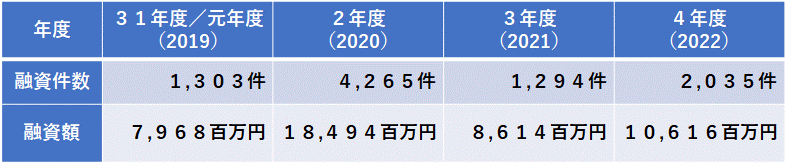 年度 ３１年度／元年度 ２年度 ３年度 ４年度
（2019） （2020） （2021） （2022）
融資件数 １,３０３件 ４,２６５件 １,２９４件 ２,０３５件
融資額 ７,９６８百万円 １８,４９４百万円 ８,６１４百万円 １０,６１６百万円